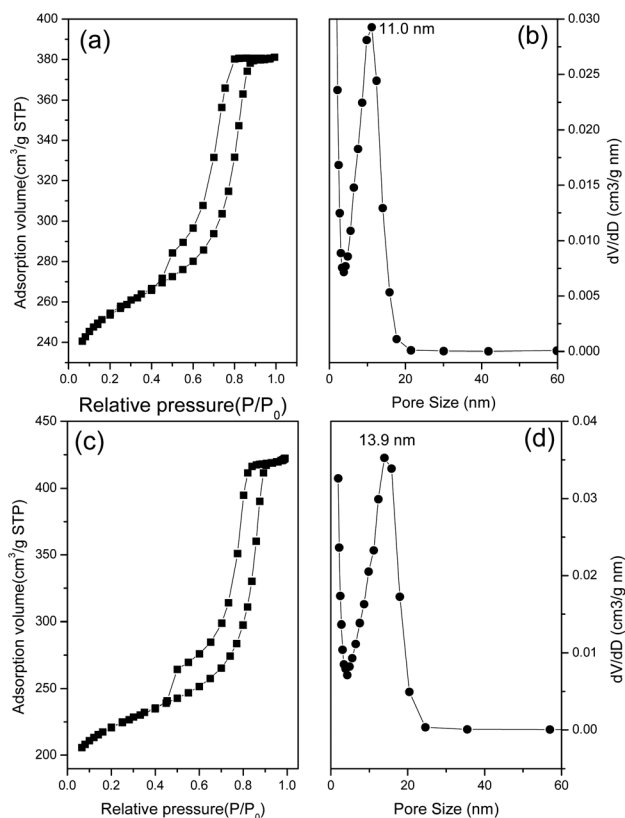 (a)
400
380
360
340
320
300
280
260
240
0.0 0.2 0.4 0.6 0.8 1.0
Adsorption volume(cm³/g STP)
Relative pressure(P/P₀)
(b)
11.0 nm
0.030
0.025
0.020
0.015
0.010
0.005
0.000
0 20 40 60
dV/dD (cm3/g nm)
Pore Size (nm)
(c)
450
400
350
300
250
200
0.0 0.2 0.4 0.6 0.8 1.0
Adsorption volume(cm³/g STP)
Relative pressure(P/P₀)
(d)
13.9 nm
0.04
0.03
0.02
0.01
0.00
0 20 40 60
dV/dD (cm3/g nm)
Pore Size (nm)